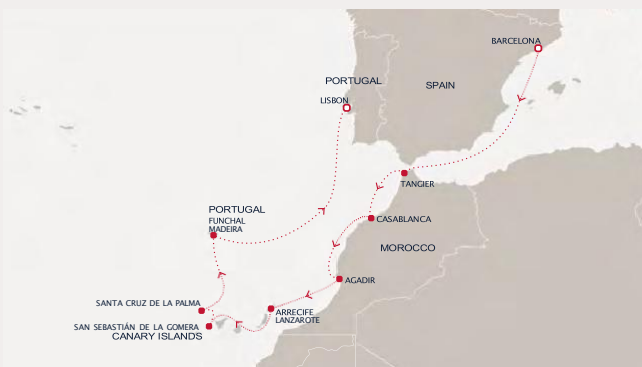 BARCELONA
PORTUGAL
SPAIN
LISBON
TANGIER
PORTUGAL
FUNCHAL
MADEIRA
CASABLANCA
MOROCCO
AGADIR
SANTA CRUZ DE LA PALMA
ARRECIFE
LANZAROTE
SAN SEBASTIÁN DE LA GOMERA
CANARY ISLANDS